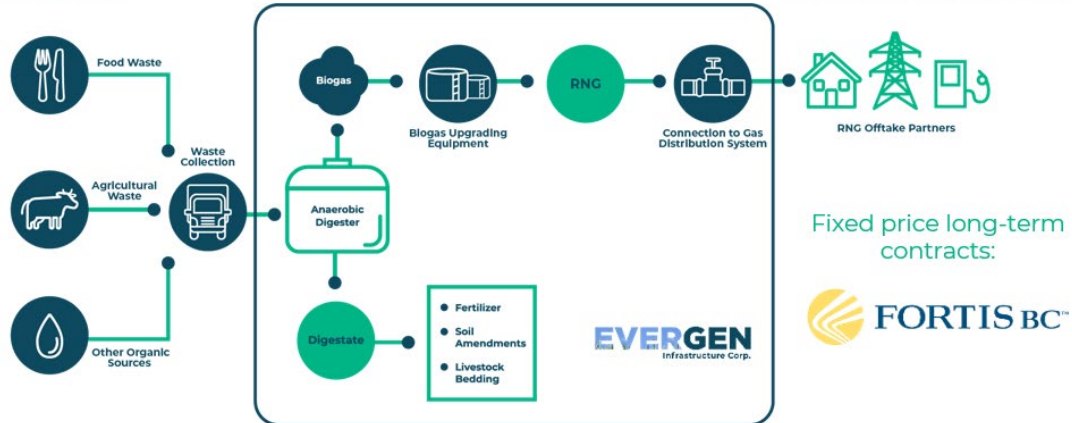 Food Waste
Agricultural
Waste
Other Organic
Sources
Waste
Collection
Biogas
Anaerobic
Digester
Digestate
Fertilizer
Soil
Amendments
Livestock
Bedding
Biogas Upgrading
Equipment
RNG
Connection to Gas
Distribution System
RNG Offtake Partners
EVERGEN
Infrastructure Corp.
Fixed price long-term
contracts:
FORTIS BC™